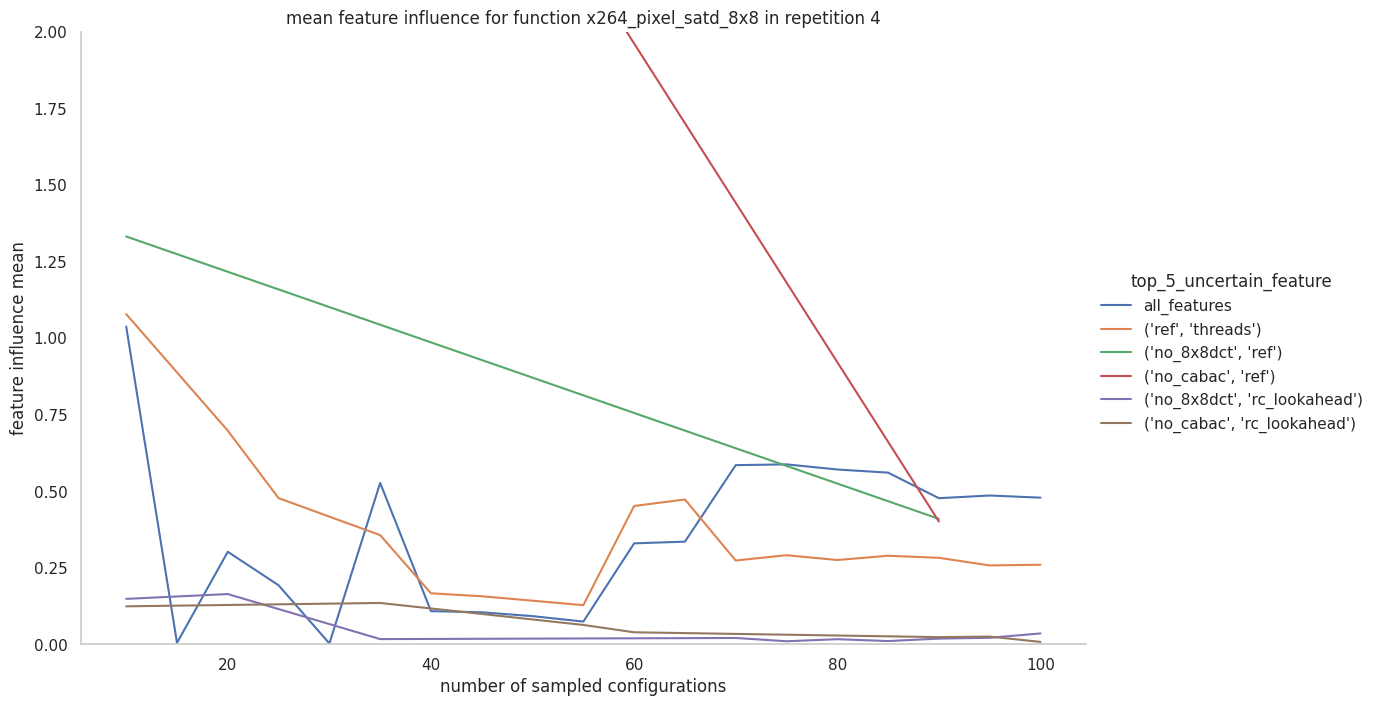 mean feature influence for function x264_pixel_satd_8x8 in repetition 4
2.00
1.75
1.50
1.25
1.00
0.75
0.50
0.25
0.00
feature influence mean
20
40
60
80
100
number of sampled configurations
top_5_uncertain_feature
all_features
('ref', 'threads')
('no_8x8dct', 'ref')
('no_cabac', 'ref')
('no_8x8dct', 'rc_lookahead')
('no_cabac', 'rc_lookahead')